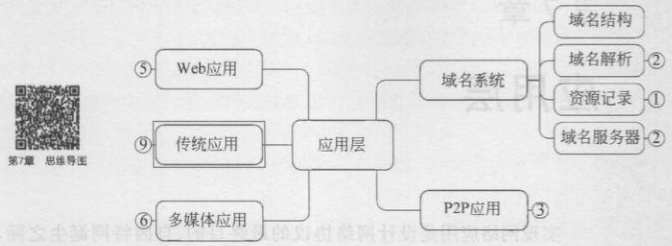 域名结构
⑤ Web应用
域名系统
域名解析 ②
资源记录 ①
域名服务器 ②
⑨ 传统应用
应用层
第7章 思维导图
⑥ 多媒体应用
P2P应用 ③